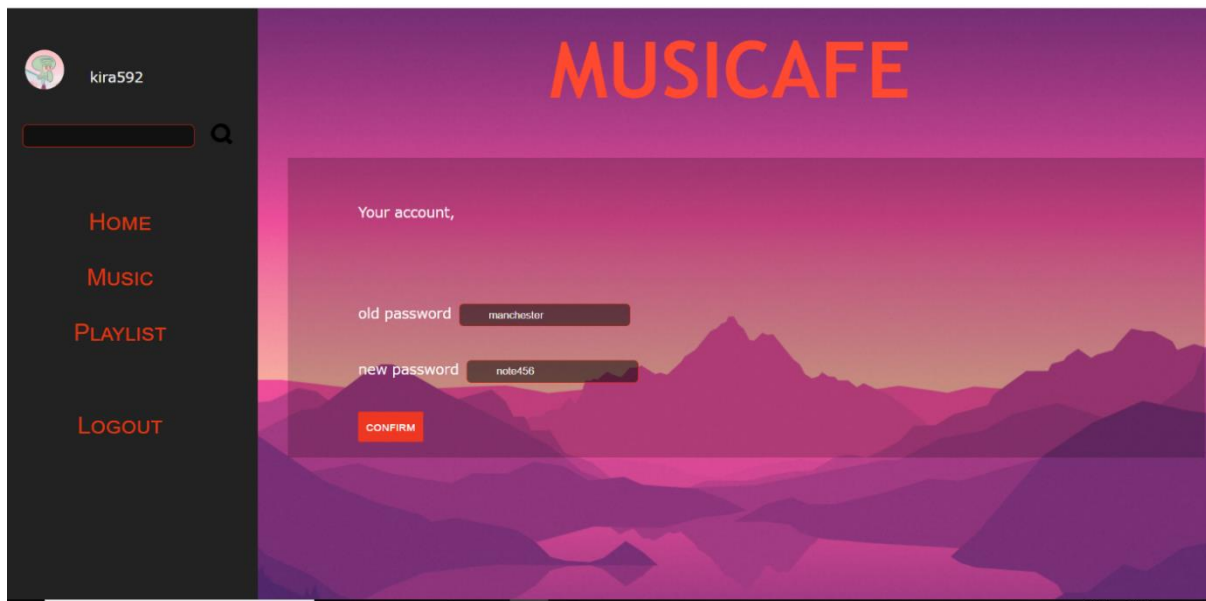 kira592
HOME
MUSIC
PLAYLIST
LOGOUT
MUSICAFE
Your account,
old password manchester
new password note456
CONFIRM